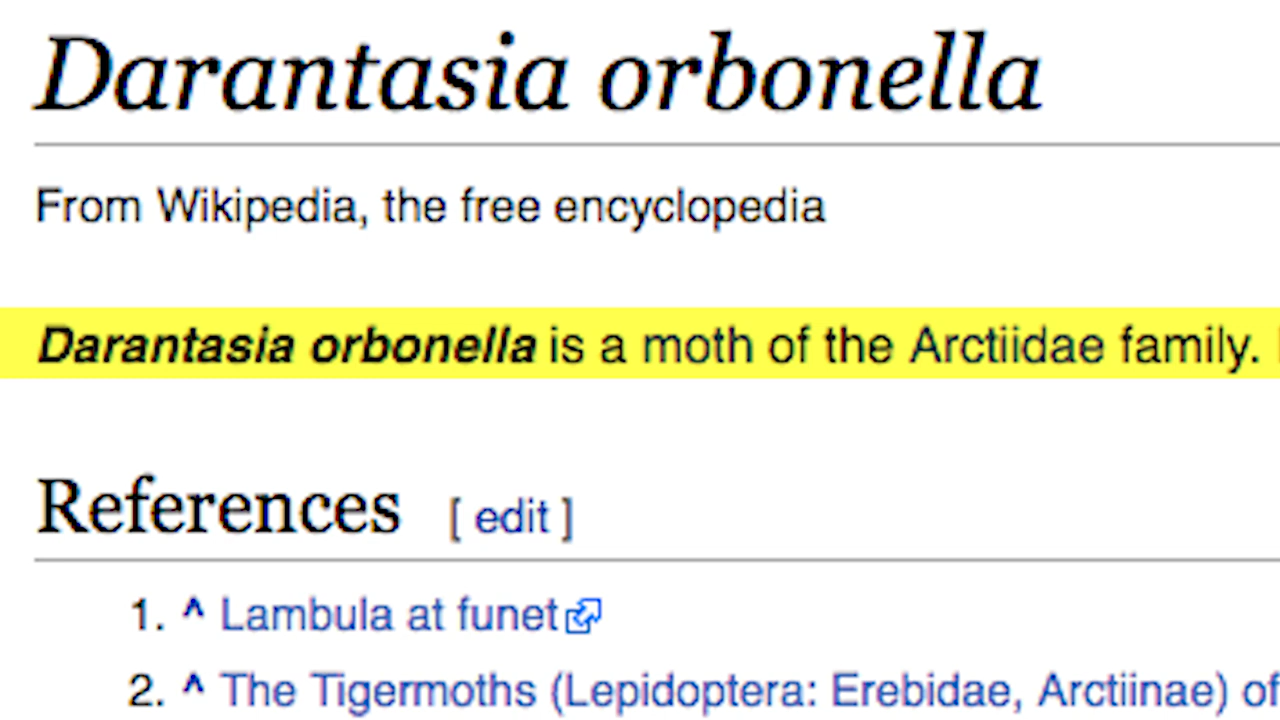 Darantasia orbonella
From Wikipedia, the free encyclopedia
Darantasia orbonella is a moth of the Arctiidae family.
References [ edit ]
1. ^ Lambula at funet
2. ^ The Tigermoths (Lepidoptera: Erebidae, Arctiinae) of